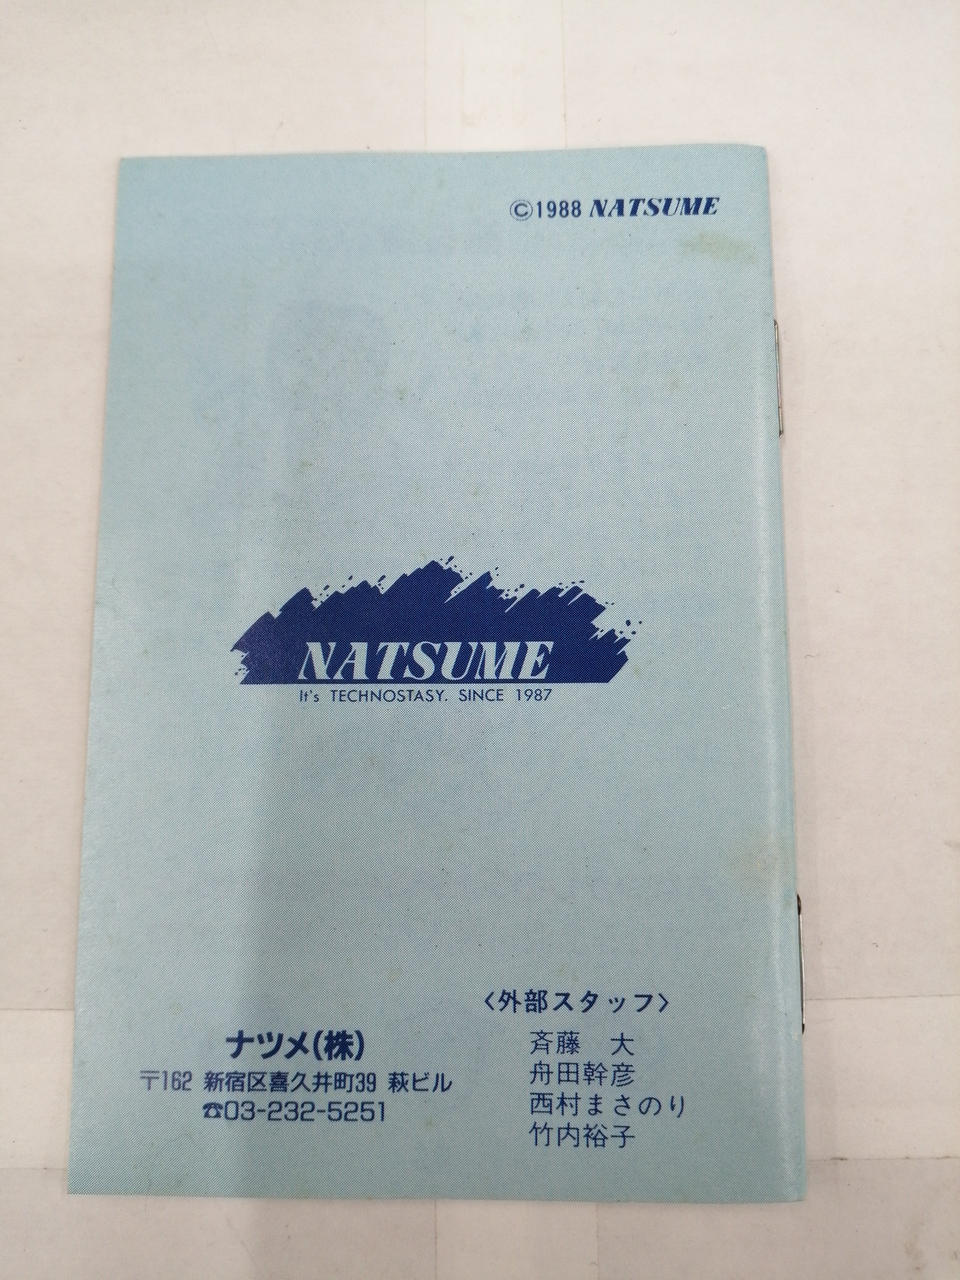 ©1988 NATSUME
NATSUME
It's TECHNOSTASY. SINCE 1987
〈外部スタッフ〉
斉藤　大
舟田幹彦
西村まさのり
竹内裕子
ナツメ(株)
〒162 新宿区喜久井町39 萩ビル
☎03-232-5251